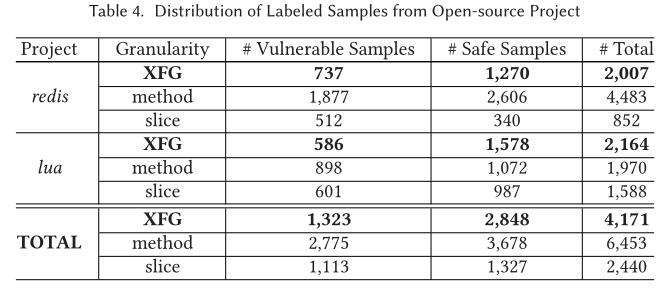 Table 4. Distribution of Labeled Samples from Open-source Project
Project Granularity # Vulnerable Samples # Safe Samples # Total
redis XFG 737 1,270 2,007
method 1,877 2,606 4,483
slice 512 340 852
lua XFG 586 1,578 2,164
method 898 1,072 1,970
slice 601 987 1,588
TOTAL XFG 1,323 2,848 4,171
method 2,775 3,678 6,453
slice 1,113 1,327 2,440